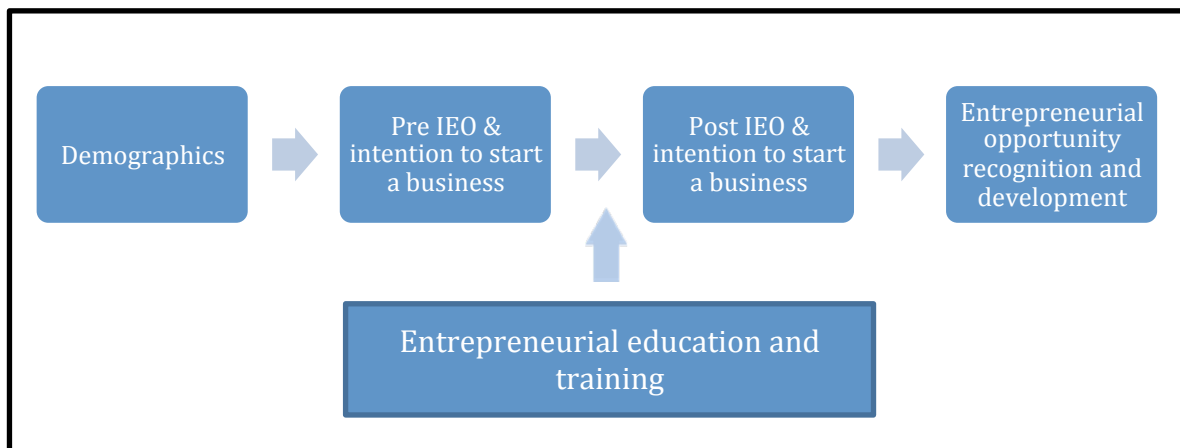 Demographics
Pre IEO &
intention to start
a business
Post IEO &
intention to start
a business
Entrepreneurial
opportunity
recognition and
development
Entrepreneurial education and
training